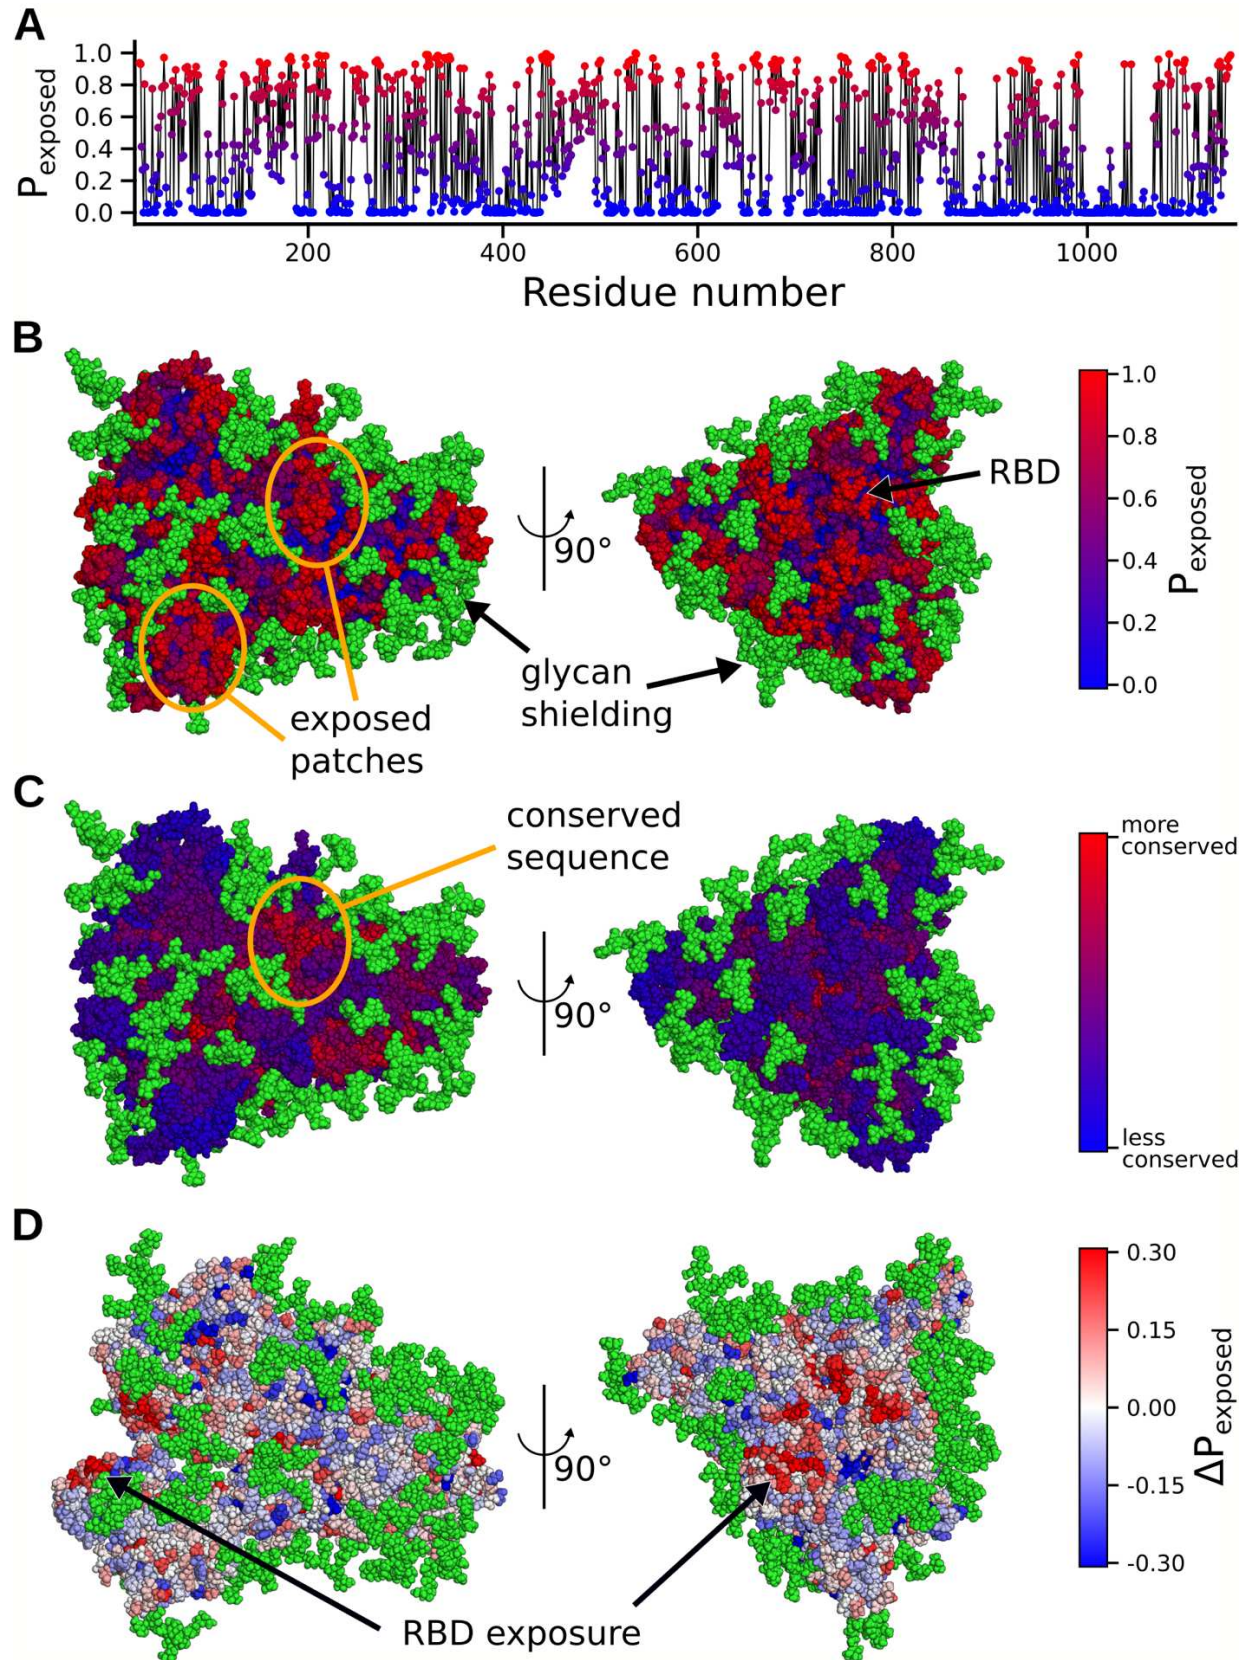 A
1.0
0.8
0.6
0.4
0.2
0.0
P_exposed
200
400
600
800
1000
Residue number
B
90°
RBD
glycan
shielding
exposed
patches
1.0
0.8
0.6
0.4
0.2
0.0
P_exposed
C
conserved
sequence
90°
more
conserved
less
conserved
D
90°
RBD exposure
0.30
0.15
0.00
-0.15
-0.30
ΔP_exposed